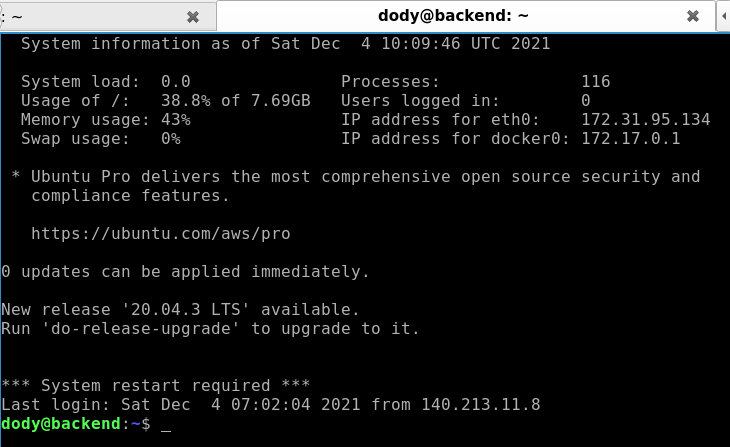 : ~
dody@backend: ~
System information as of Sat Dec  4 10:09:46 UTC 2021
System load:  0.0               Processes:              116
Usage of /:   38.8% of 7.69GB   Users logged in:        0
Memory usage: 43%               IP address for eth0:    172.31.95.134
Swap usage:   0%                IP address for docker0: 172.17.0.1
* Ubuntu Pro delivers the most comprehensive open source security and
compliance features.
https://ubuntu.com/aws/pro
0 updates can be applied immediately.
New release '20.04.3 LTS' available.
Run 'do-release-upgrade' to upgrade to it.
*** System restart required ***
Last login: Sat Dec  4 07:02:04 2021 from 140.213.11.8
dody@backend:~$ _